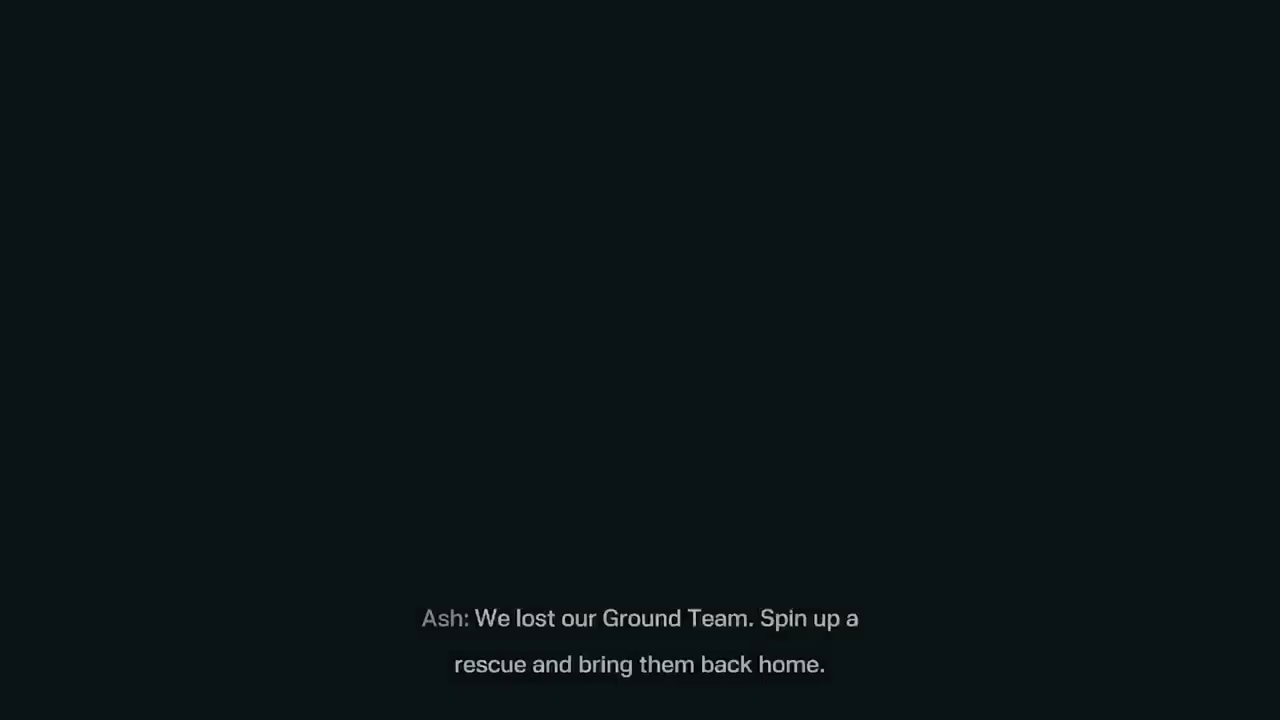 Ash: We lost our Ground Team. Spin up a
rescue and bring them back home.